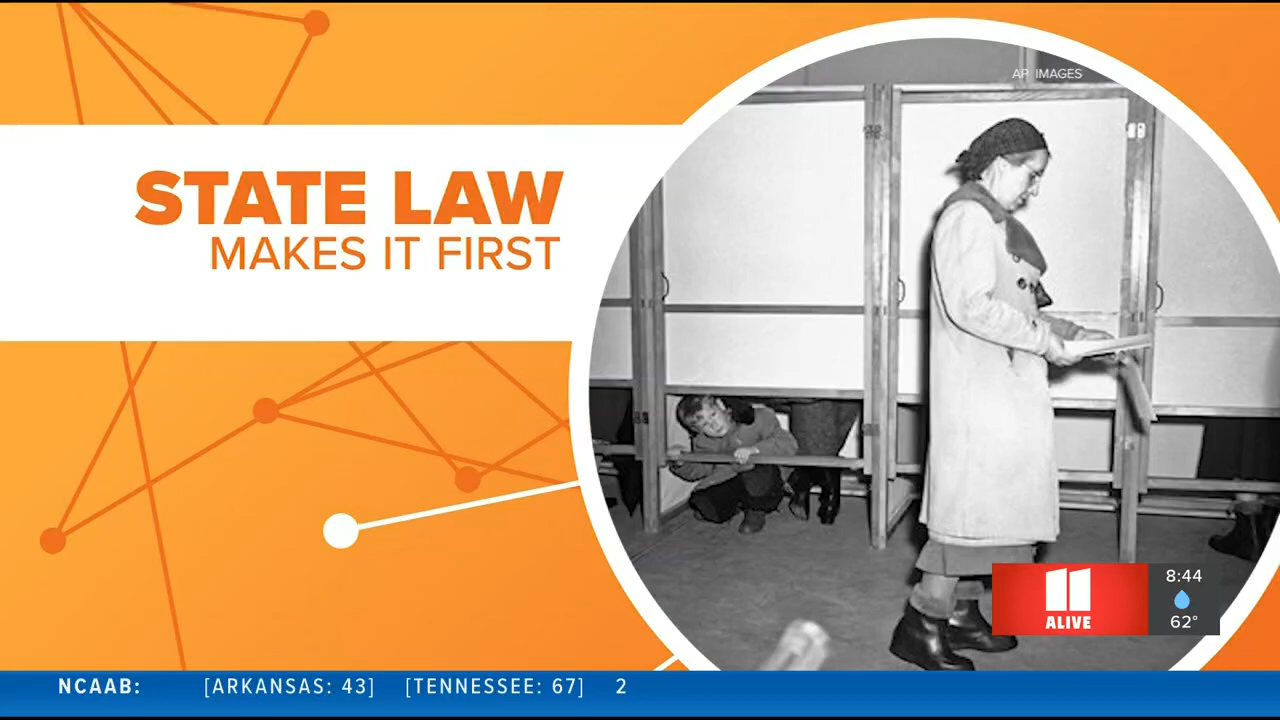 AP IMAGES
STATE LAW
MAKES IT FIRST
11
ALIVE
8:44
62°
NCAAB: [ARKANSAS: 43] [TENNESSEE: 67] 2